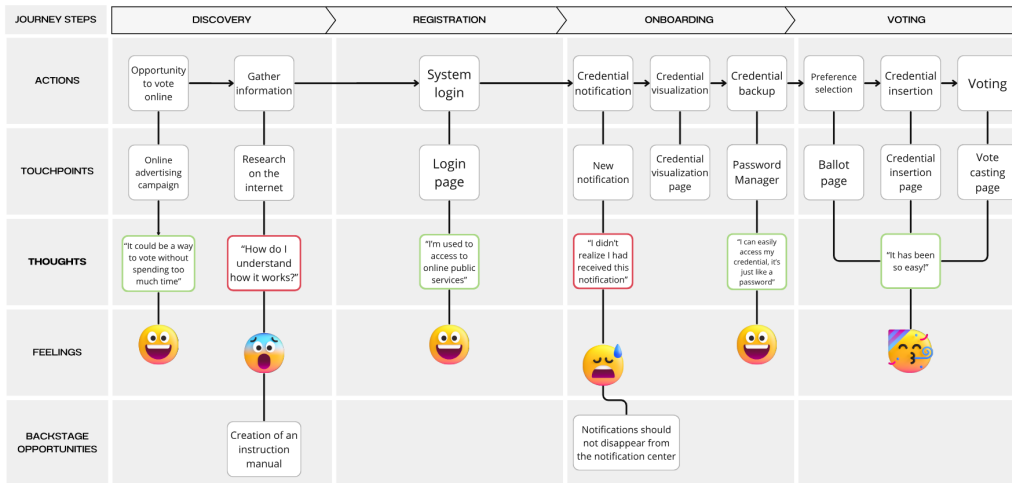 JOURNEY STEPS
DISCOVERY
REGISTRATION
ONBOARDING
VOTING
ACTIONS
Opportunity
to vote
online
Gather
information
System
login
Credential
notification
Credential
visualization
Credential
backup
Preference
selection
Credential
insertion
Voting
TOUCHPOINTS
Online
advertising
campaign
Research
on the
internet
Login
page
New
notification
Credential
visualization
page
Password
Manager
Ballot
page
Credential
insertion
page
Vote
casting
page
THOUGHTS
“It could be a way
to vote without
spending too
much time”
“How do I
understand
how it works?”
“I'm used to
access to
online public
services”
“I didn't
realize I had
received this
notification”
“I can easily
access my
credential, it's
just like a
password”
“It has been
so easy!”
FEELINGS
BACKSTAGE
OPPORTUNITIES
Creation of an
instruction
manual
Notifications should
not disappear from
the notification center